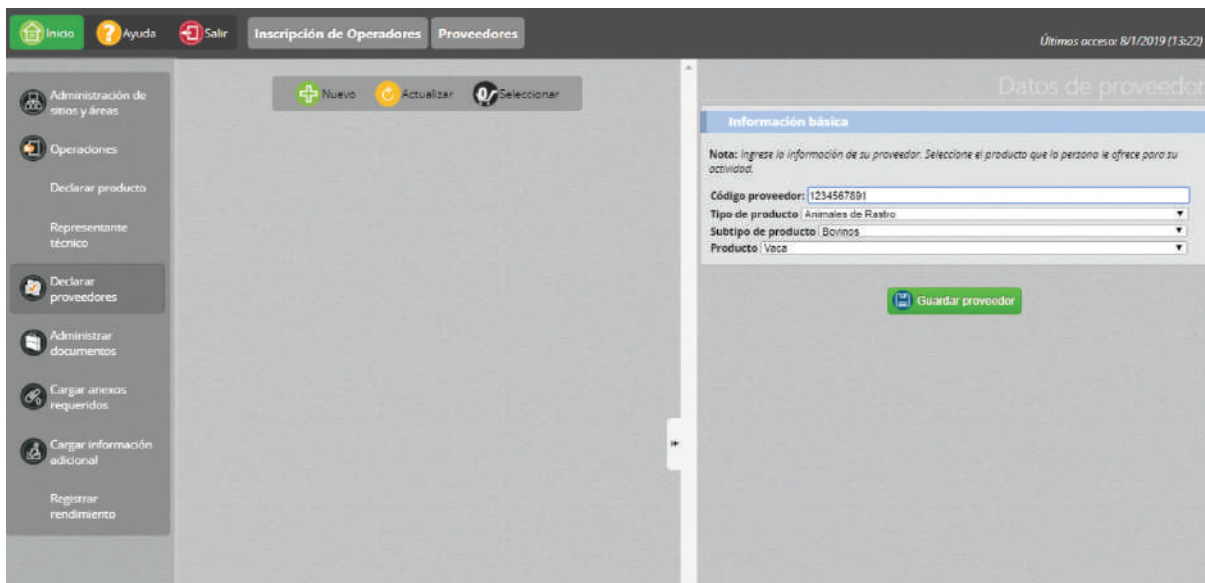 Inicio
Ayuda
Salir
Inscripción de Operadores
Proveedores
Últimos acceso: 8/1/2019 (13:22)
Administración de
sitios y áreas
Operaciones
Declarar producto
Representante
técnico
Declarar
proveedores
Administrar
documentos
Cargar anexos
requeridos
Cargar información
adicional
Registrar
rendimiento
Nuevo
Actualizar
Seleccionar
Datos de proveedor
Información básica
Nota: Ingrese la información de su proveedor. Seleccione el producto que la persona le ofrece para su
actividad.
Código proveedor: 1234567891
Tipo de producto Animales de Rastro
Subtipo de producto Bovinos
Producto Vaca
Guardar proveedor